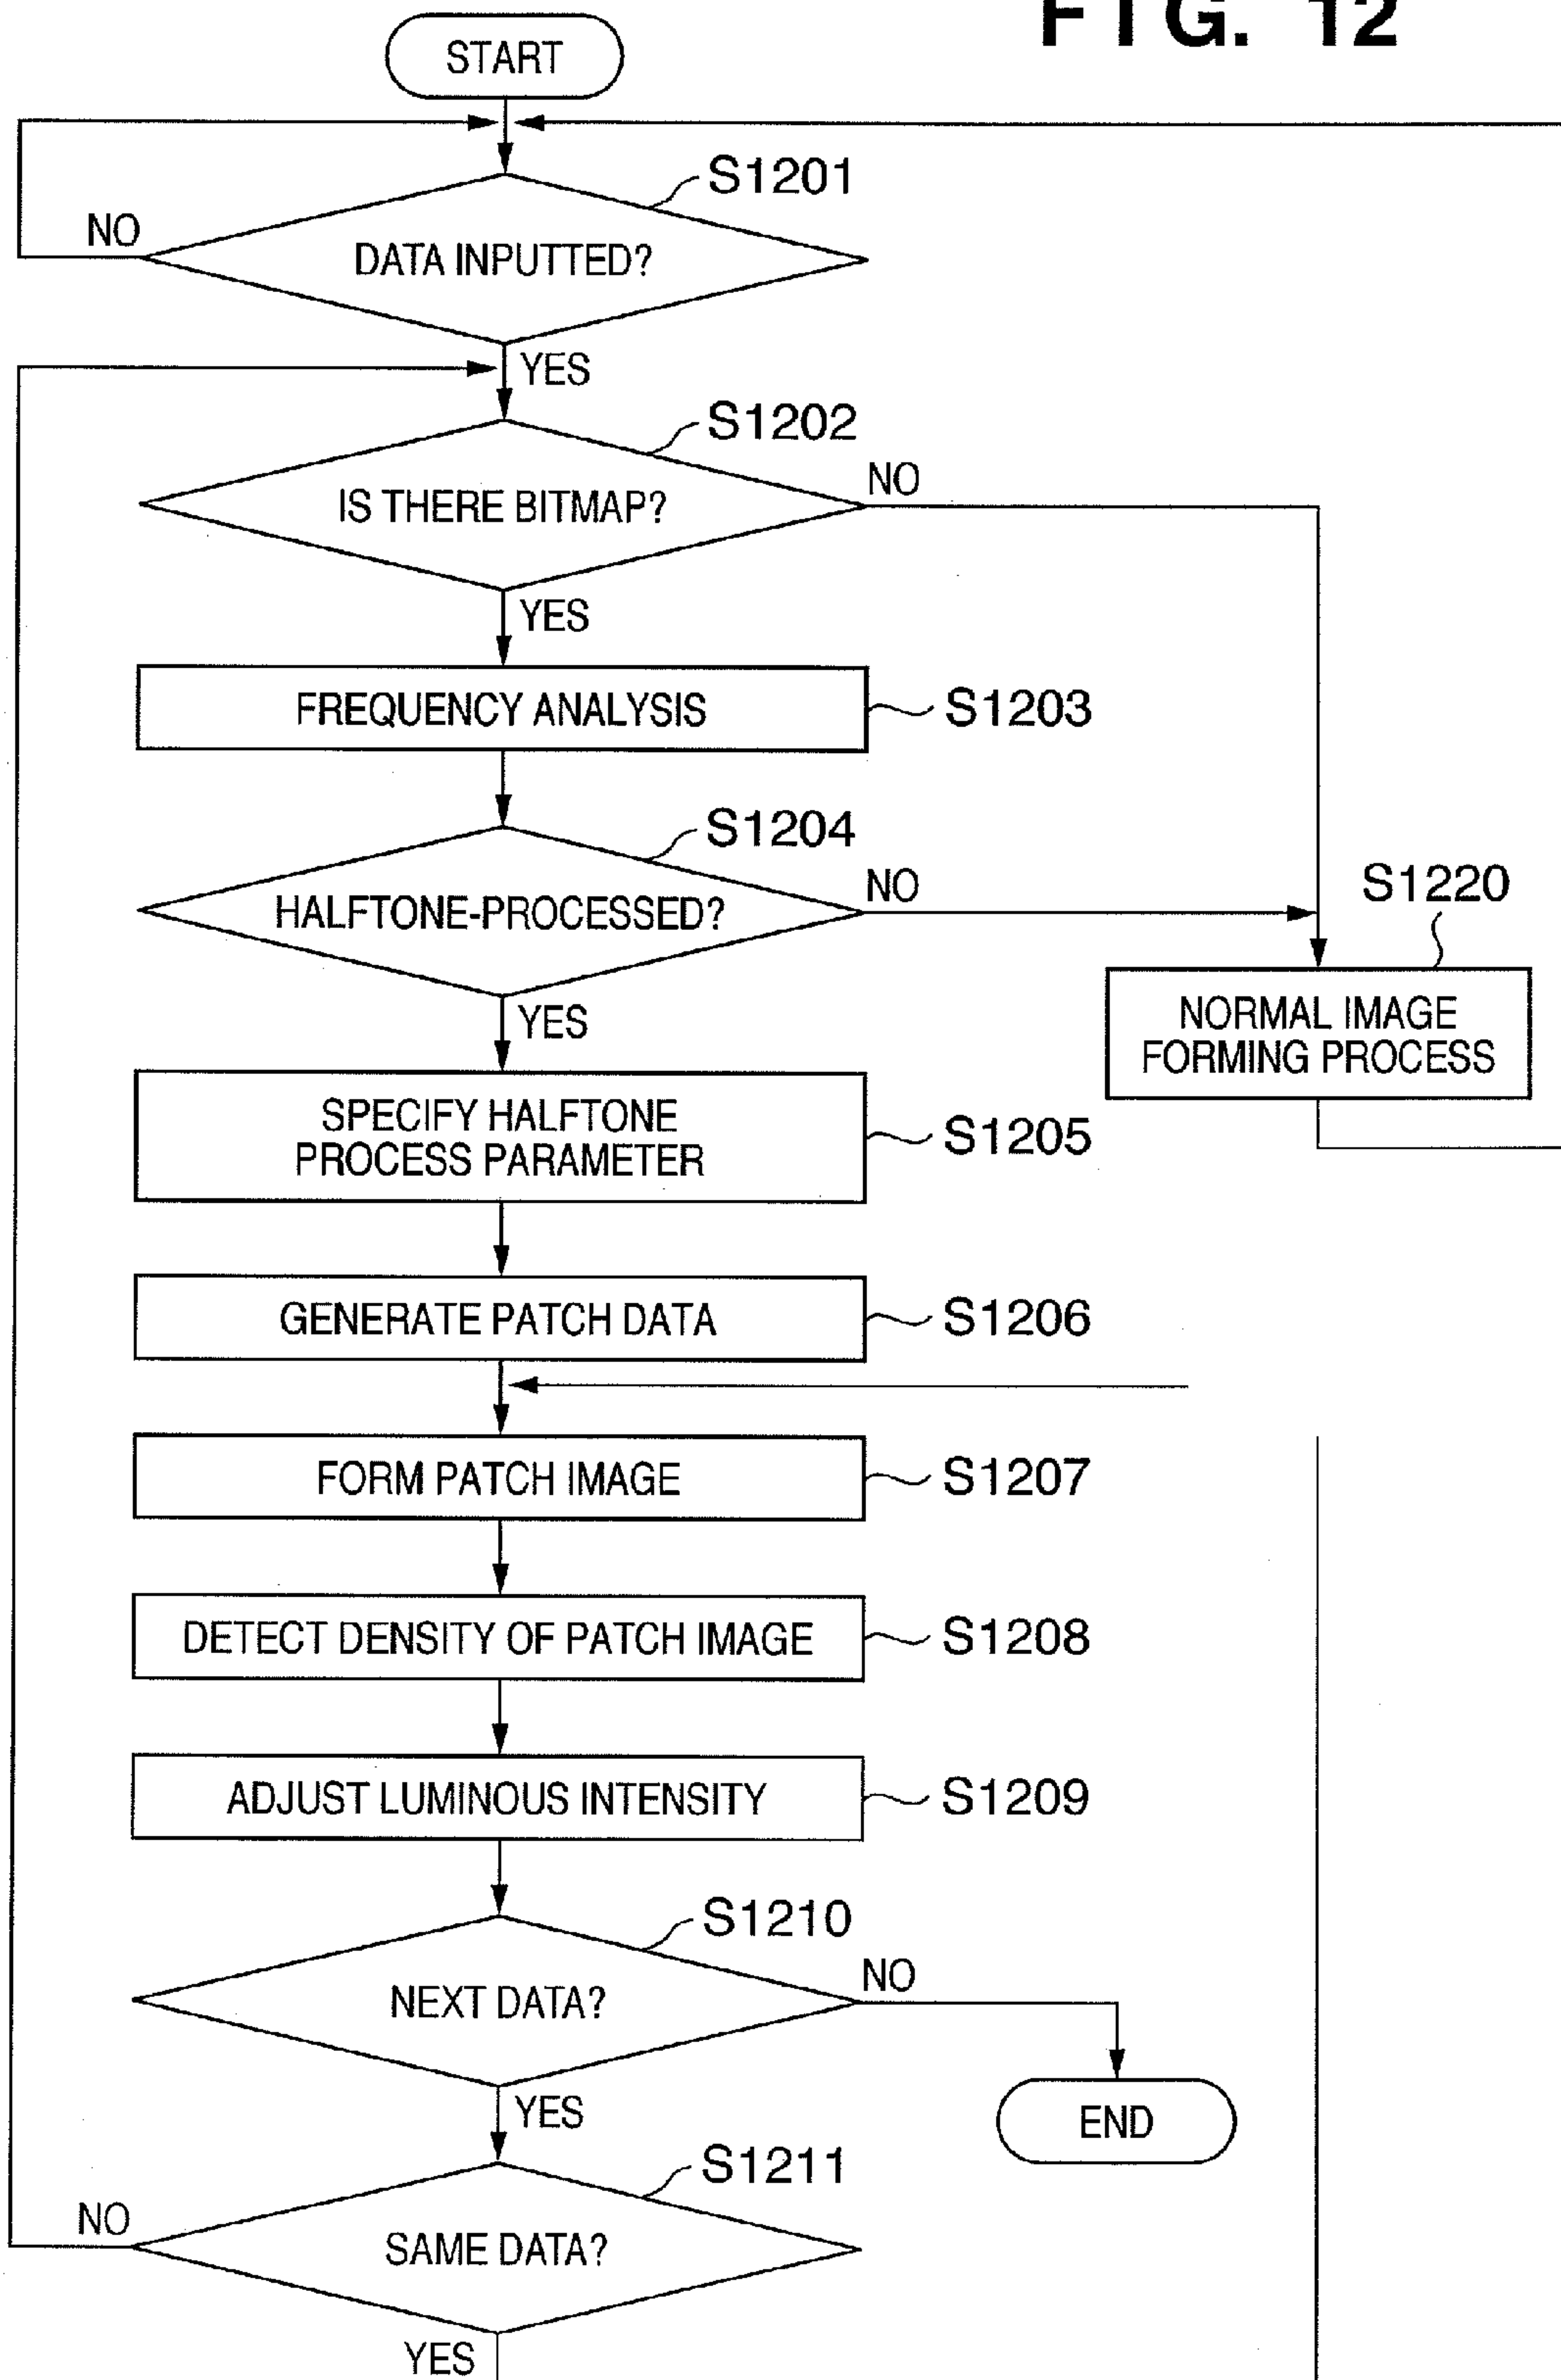 FIG. 12
START
S1201
NO
DATA INPUTTED?
YES
S1202
NO
IS THERE BITMAP?
YES
FREQUENCY ANALYSIS
S1203
S1204
NO
HALFTONE-PROCESSED?
S1220
YES
NORMAL IMAGE
FORMING PROCESS
SPECIFY HALFTONE
PROCESS PARAMETER
S1205
GENERATE PATCH DATA
S1206
FORM PATCH IMAGE
S1207
DETECT DENSITY OF PATCH IMAGE
S1208
ADJUST LUMINOUS INTENSITY
S1209
S1210
NO
NEXT DATA?
YES
END
S1211
NO
SAME DATA?
YES